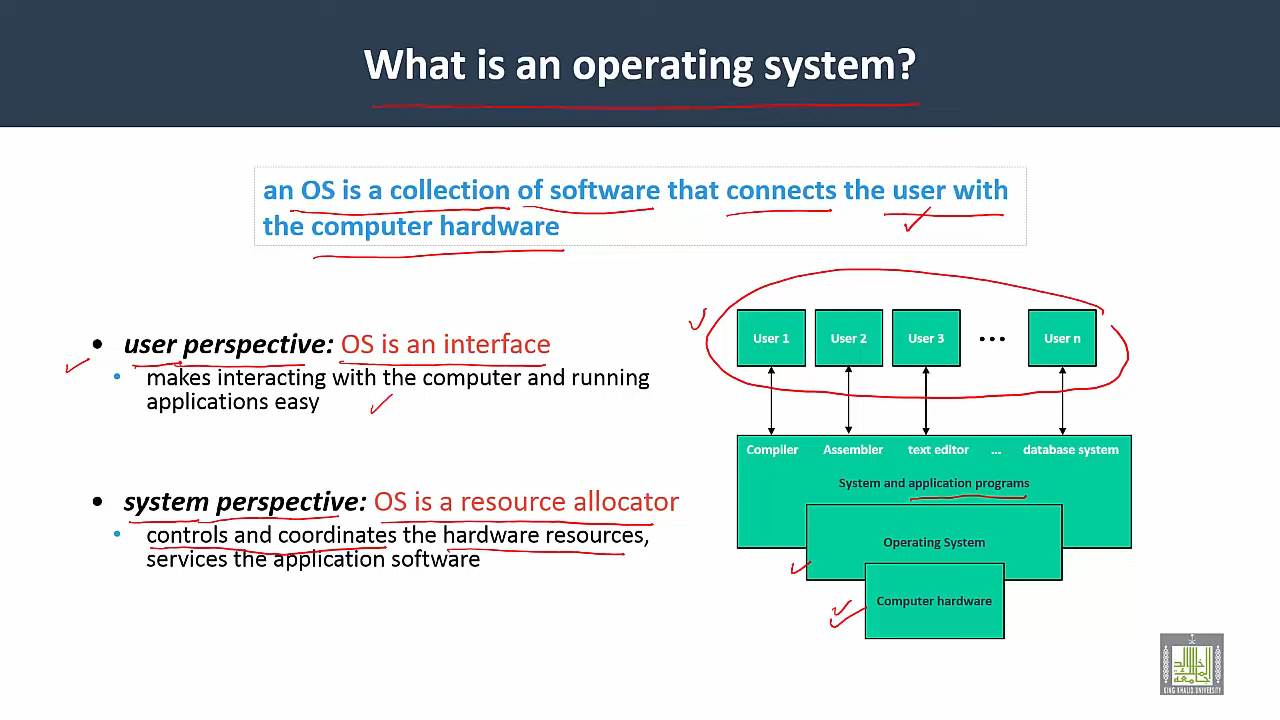 What is an operating system?
an OS is a collection of software that connects the user with
the computer hardware
• user perspective: OS is an interface
• makes interacting with the computer and running
applications easy
• system perspective: OS is a resource allocator
• controls and coordinates the hardware resources,
services the application software
User 1 User 2 User 3 ... User n
Compiler Assembler text editor ... database system
System and application programs
Operating System
Computer hardware
KING KHALID UNIVERSITY